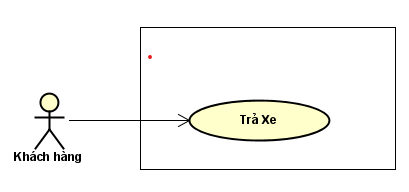 Trả Xe
Khách hàng